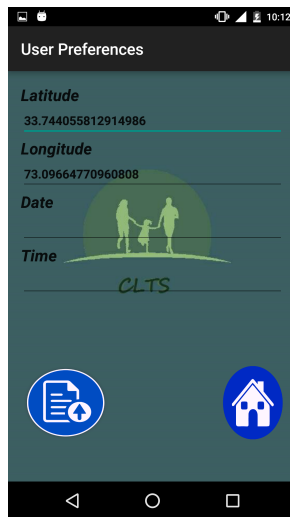 10:12
User Preferences
Latitude
33.744055812914986
Longitude
73.09664770960808
Date
Time
CLTS